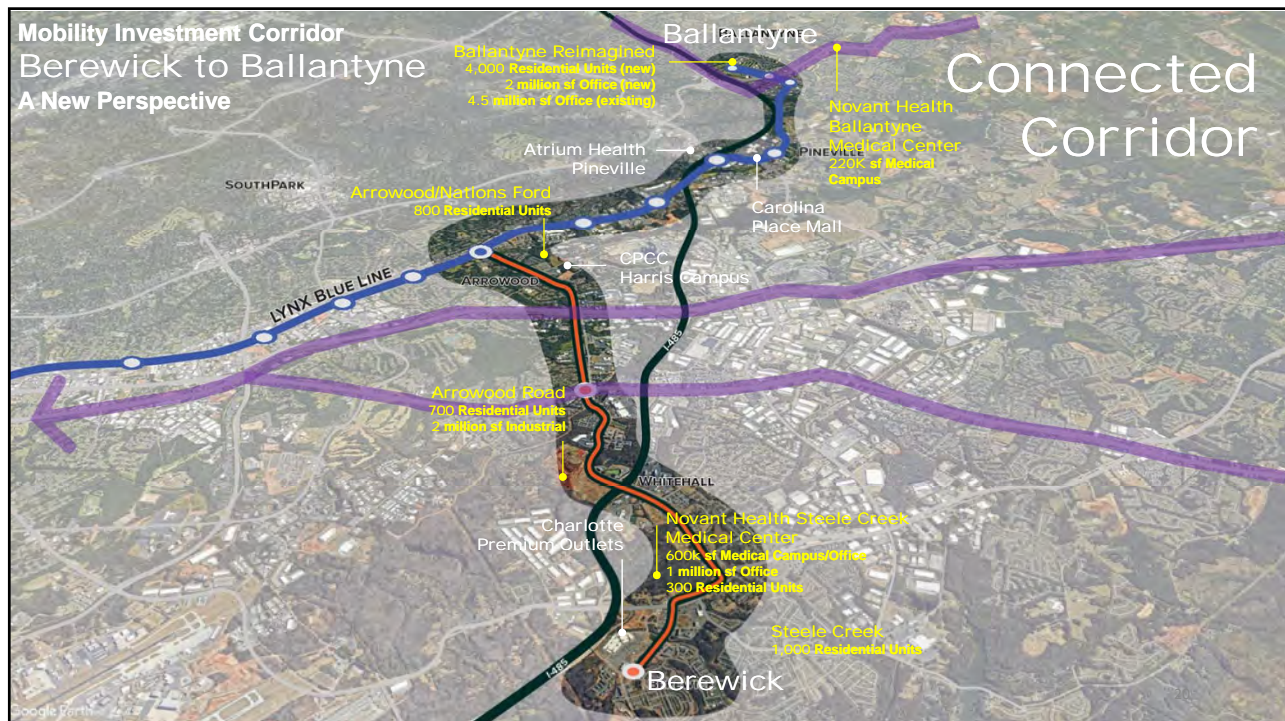 Mobility Investment Corridor
Berewick to Ballantyne
A New Perspective
Connected
Corridor
Ballantyne
BALLANTYNE
Ballantyne Reimagined
4,000 Residential Units (new)
2 million sf Office (new)
4.5 million sf Office (existing)
Novant Health
Ballantyne
Medical Center
220K sf Medical
Campus
Atrium Health
Pineville
PINEVILLE
SOUTHPARK
Arrowood/Nations Ford
800 Residential Units
Carolina
Place Mall
CPCC
Harris Campus
ARROWOOD
LYNX BLUE LINE
I-485
Arrowood Road
700 Residential Units
2 million sf Industrial
WHITEHALL
Charlotte
Premium Outlets
Novant Health Steele Creek
Medical Center
600k sf Medical Campus/Office
1 million sf Office
300 Residential Units
Steele Creek
1,000 Residential Units
I-485
Berewick
Google Earth